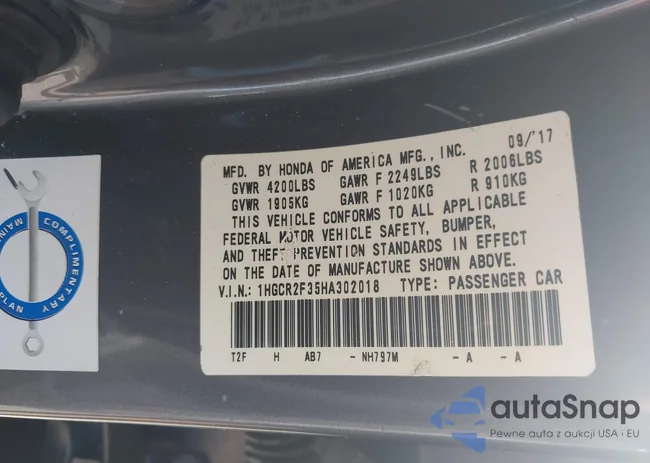 09/'17
MFD. BY HONDA OF AMERICA MFG., INC.
GVWR 4200LBS GAWR F 2249LBS R 2006LBS
GVWR 1905KG GAWR F 1020KG R 910KG
THIS VEHICLE CONFORMS TO ALL APPLICABLE
FEDERAL MOTOR VEHICLE SAFETY, BUMPER,
AND THEFT PREVENTION STANDARDS IN EFFECT
ON THE DATE OF MANUFACTURE SHOWN ABOVE.
V.I.N.: 1HGCR2F35HA302018 TYPE: PASSENGER CAR
T2F H AB7 - NH797M - A - A
COMPLIMENTARY
PLAN
autaSnap
Pewne auta z aukcji USA i EU